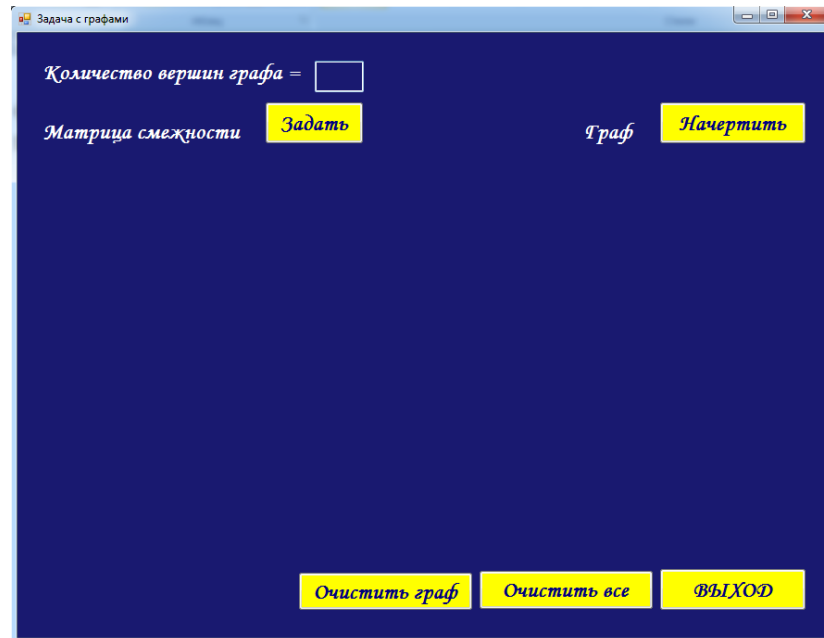 Задача с графами
Количество вершин графа =
Матрица смежности Задать Граф Начертить
Очистить граф Очистить все ВЫХОД